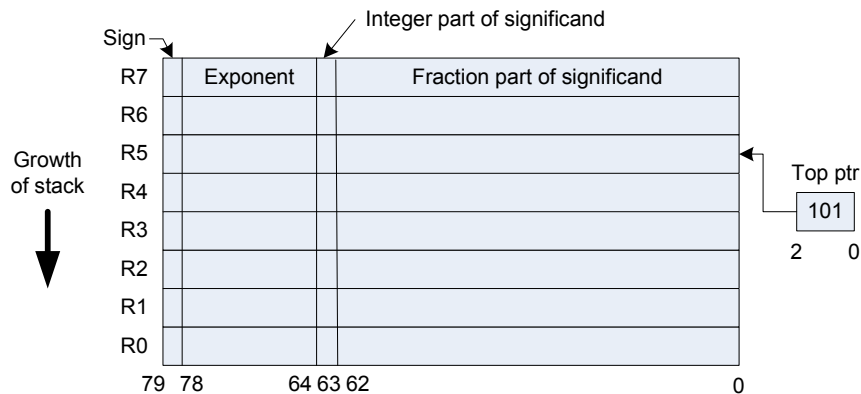 Integer part of significand
Sign
R7 Exponent Fraction part of significand
R6
R5
R4
R3
R2
R1
R0
Growth
of stack
Top ptr
101
2 0
79 78 64 63 62 0